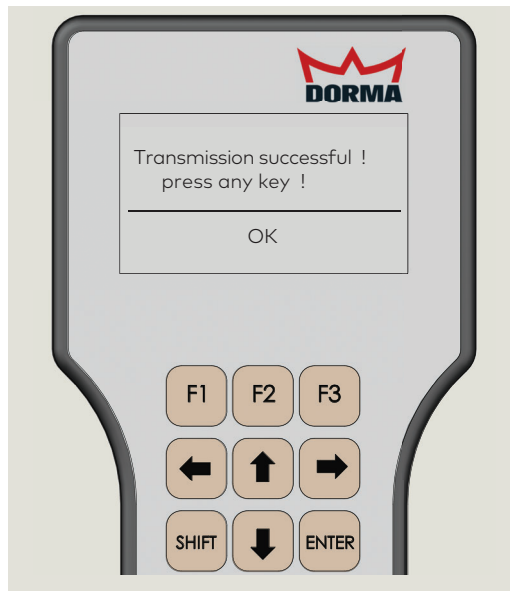 DORMA
Transmission successful !
press any key !
OK
F1 F2 F3
SHIFT ENTER